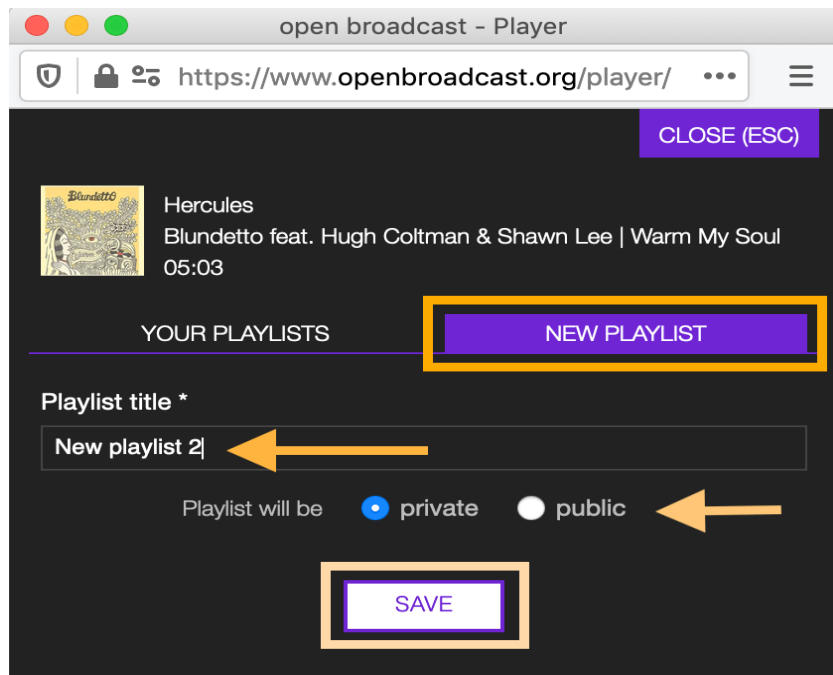 open broadcast - Player
https://www.openbroadcast.org/player/
CLOSE (ESC)
Blundetto
Hercules
Blundetto feat. Hugh Coltman & Shawn Lee | Warm My Soul
05:03
YOUR PLAYLISTS NEW PLAYLIST
Playlist title *
New playlist 2
Playlist will be private public
SAVE